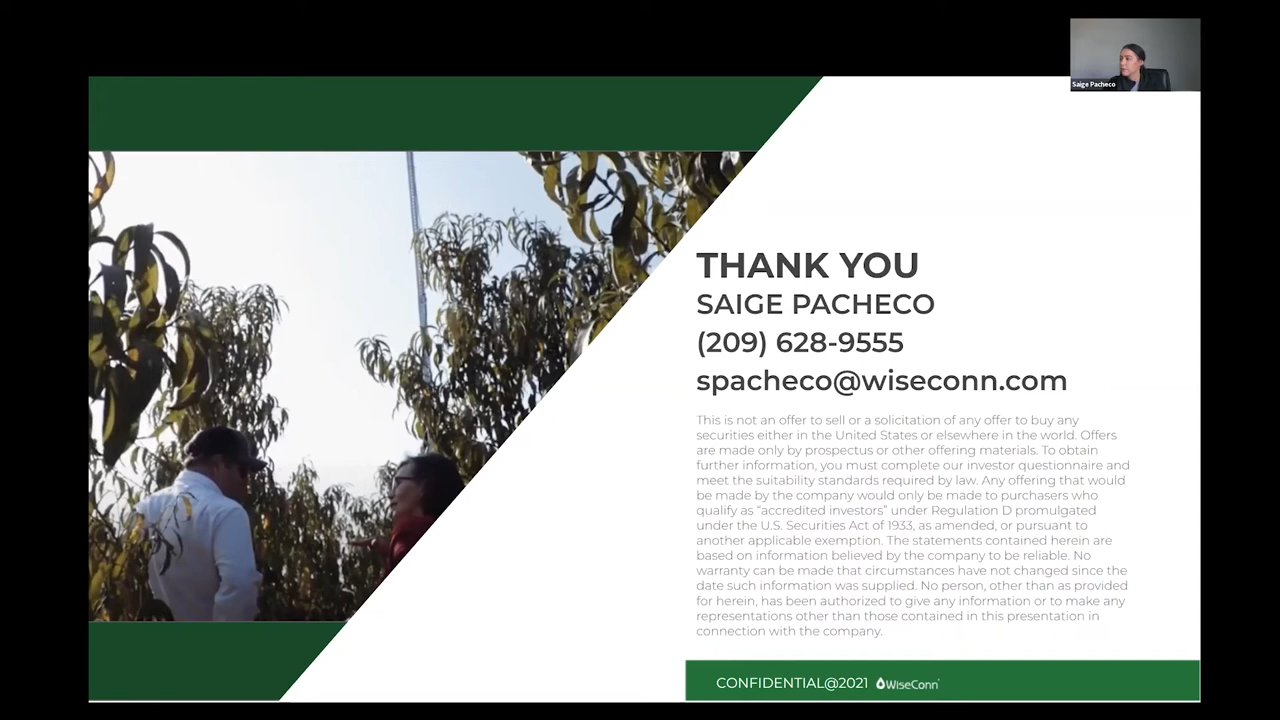 Saige Pacheco
THANK YOU
SAIGE PACHECO
(209) 628-9555
spacheco@wiseconn.com
This is not an offer to sell or a solicitation of any offer to buy any
securities either in the United States or elsewhere in the world. Offers
are made only by prospectus or other offering materials. To obtain
further information, you must complete our investor questionnaire and
meet the suitability standards required by law. Any offering that would
be made by the company would only be made to purchasers who
qualify as “accredited investors” under Regulation D promulgated
under the U.S. Securities Act of 1933, as amended, or pursuant to
another applicable exemption. The statements contained herein are
based on information believed by the company to be reliable. No
warranty can be made that circumstances have not changed since the
date such information was supplied. No person, other than as provided
for herein, has been authorized to give any information or to make any
representations other than those contained in this presentation in
connection with the company.
CONFIDENTIAL@2021 WiseConn